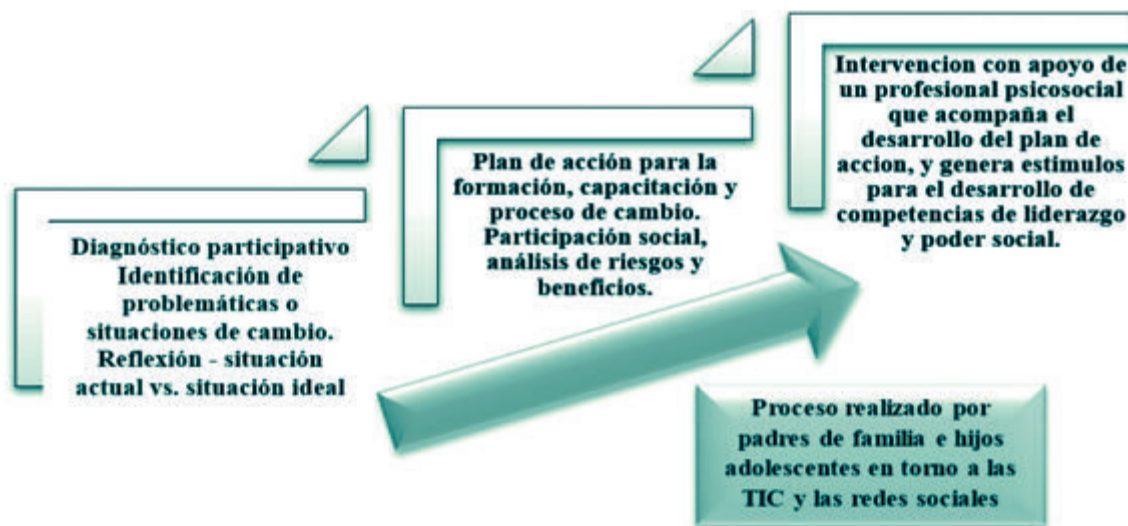 Diagnóstico participativo
Identificación de
problemáticas o
situaciones de cambio.
Reflexión - situación
actual vs. situación ideal
Plan de acción para la
formación, capacitación y
proceso de cambio.
Participación social,
análisis de riesgos y
beneficios.
Intervencion con apoyo de
un profesional psicosocial
que acompaña el
desarrollo del plan de
accion, y genera estimulos
para el desarrollo de
competencias de liderazgo
y poder social.
Proceso realizado por
padres de familia e hijos
adolescentes en torno a las
TIC y las redes sociales